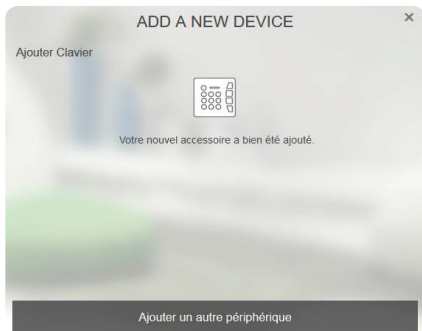 ADD A NEW DEVICE
×
Ajouter Clavier
Votre nouvel accessoire a bien été ajouté.
Ajouter un autre périphérique